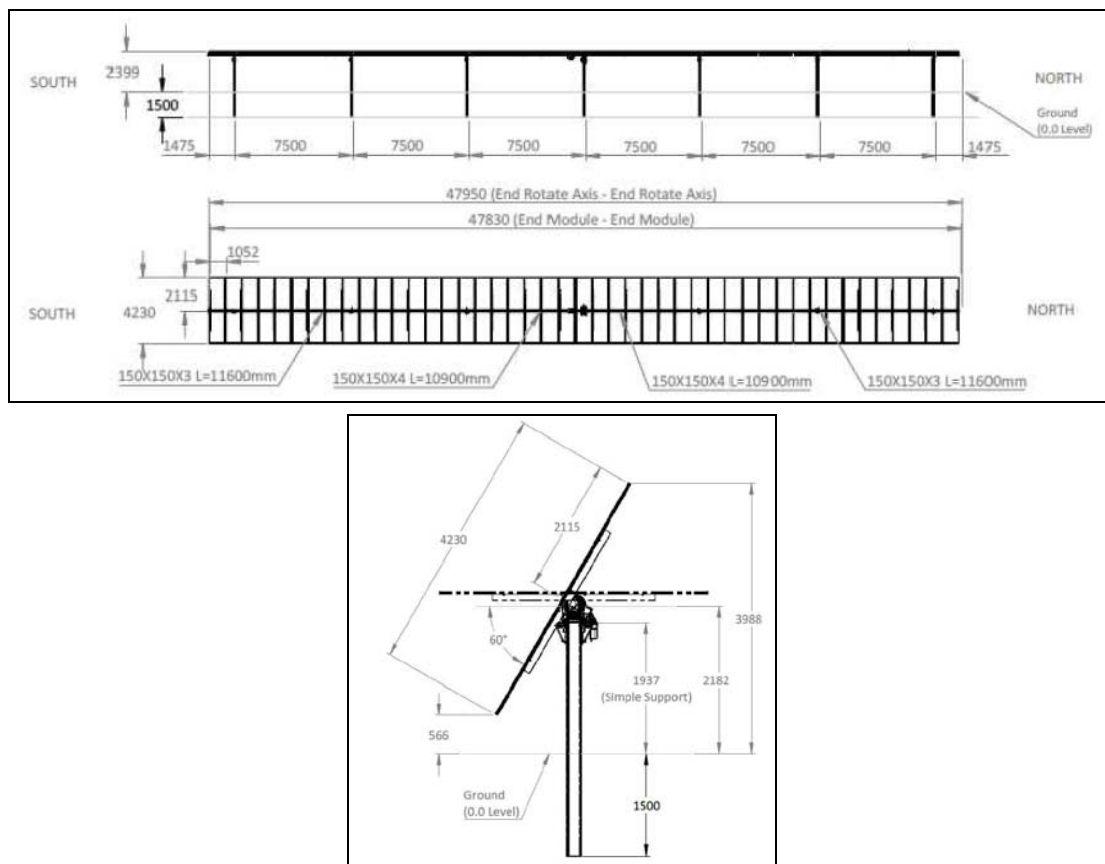 2399
SOUTH
NORTH
1500
Ground
(0.0 Level)
1475 7500 7500 7500 7500 7500 7500 1475
47950 (End Rotate Axis - End Rotate Axis)
47830 (End Module - End Module)
1052
2115
SOUTH
4230
NORTH
150X150X3 L=11600mm
150X150X4 L=10900mm
150X150X4 L=10900mm
150X150X3 L=11600mm
2115
4230
3988
60°
1937
(Simple Support)
2182
566
Ground
(0.0 Level)
1500